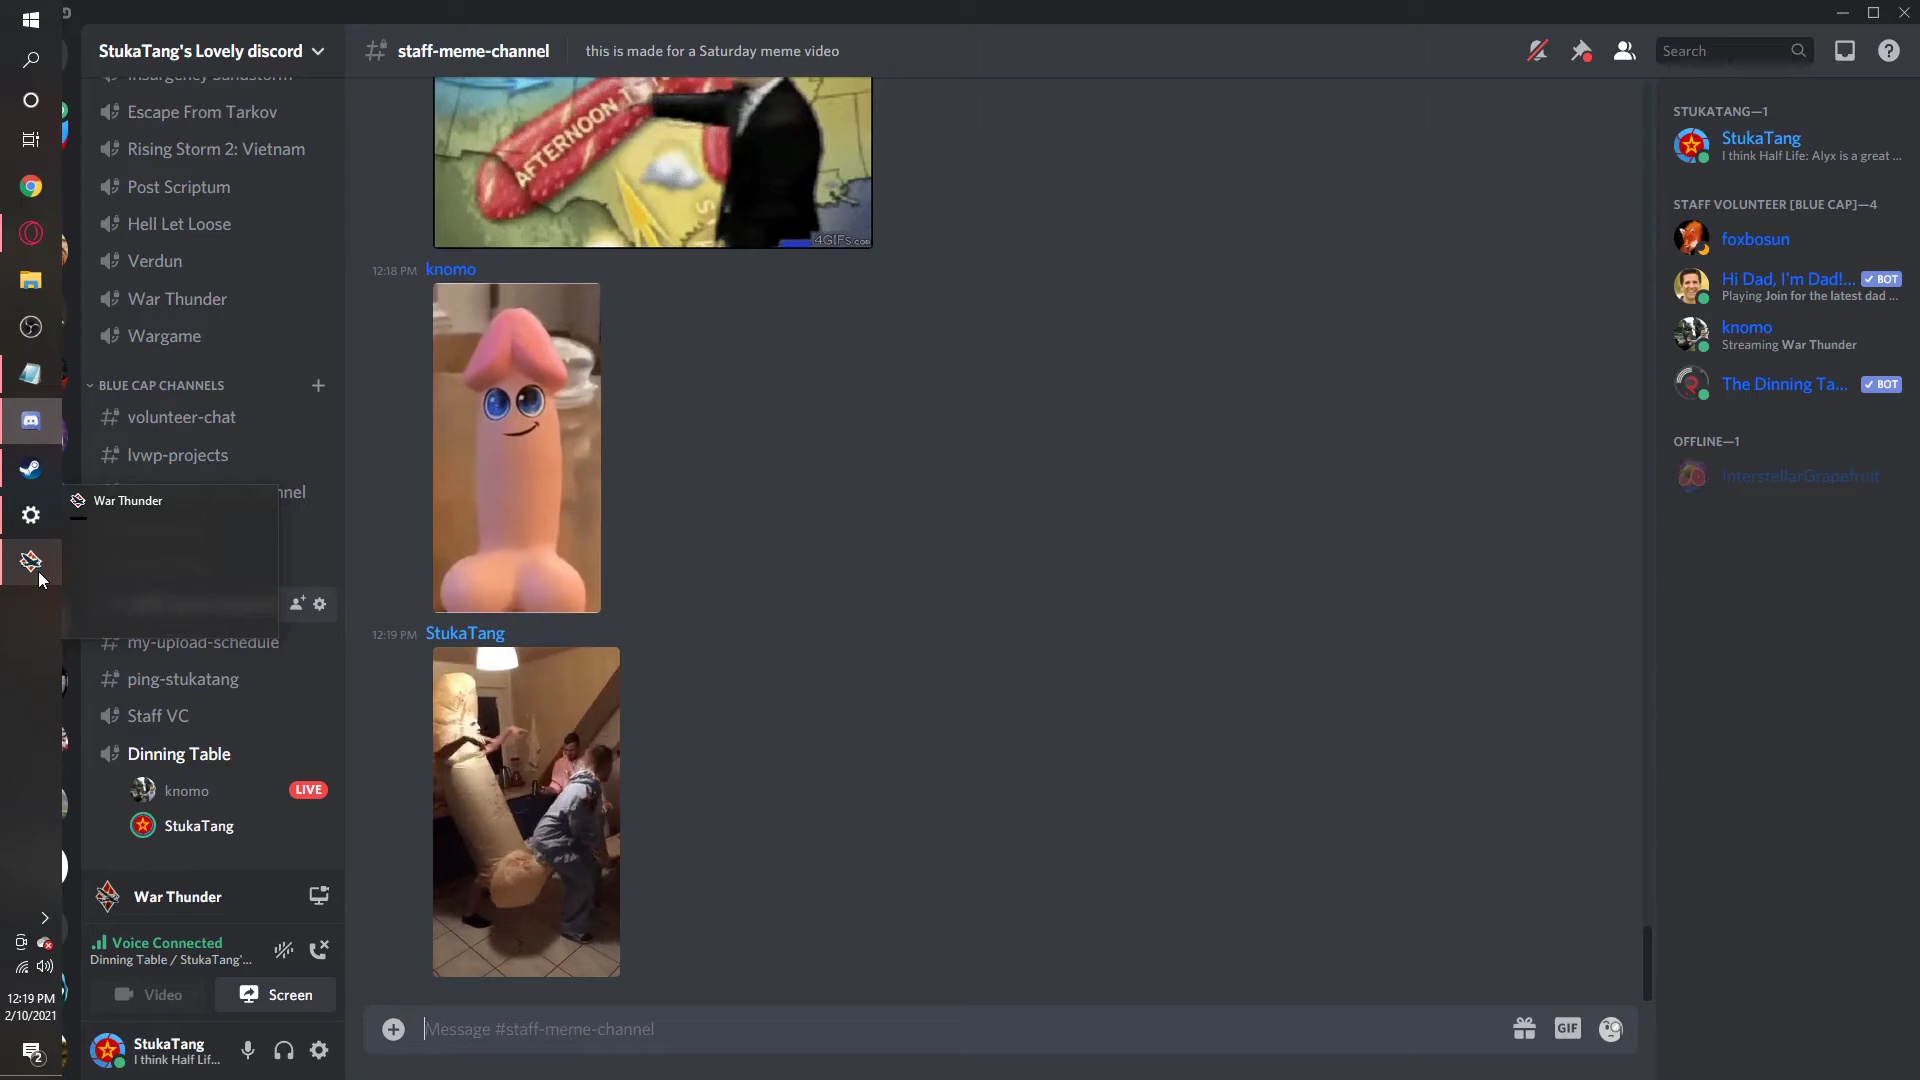 StukaTang's Lovely discord
staff-meme-channel
this is made for a Saturday meme video
Search
Insurgency Sandstorm
Escape From Tarkov
Rising Storm 2: Vietnam
Post Scriptum
Hell Let Loose
Verdun
War Thunder
Wargame
BLUE CAP CHANNELS
volunteer-chat
lvwp-projects
nnel
War Thunder
my-upload-schedule
ping-stukatang
Staff VC
Dinning Table
knomo
LIVE
StukaTang
War Thunder
Voice Connected
Dinning Table / StukaTang'...
Video
Screen
StukaTang
I think Half Lif...
12:19 PM
2/10/2021
2
AFTERNOON
4GIFs.com
12:18 PM knomo
12:19 PM StukaTang
Message #staff-meme-channel
GIF
STUKATANG—1
StukaTang
I think Half Life: Alyx is a great ...
STAFF VOLUNTEER [BLUE CAP]—4
foxbosun
Hi Dad, I'm Dad!... BOT
Playing Join for the latest dad ...
knomo
Streaming War Thunder
The Dinning Ta... BOT
OFFLINE—1
InterstellarGrapefruit